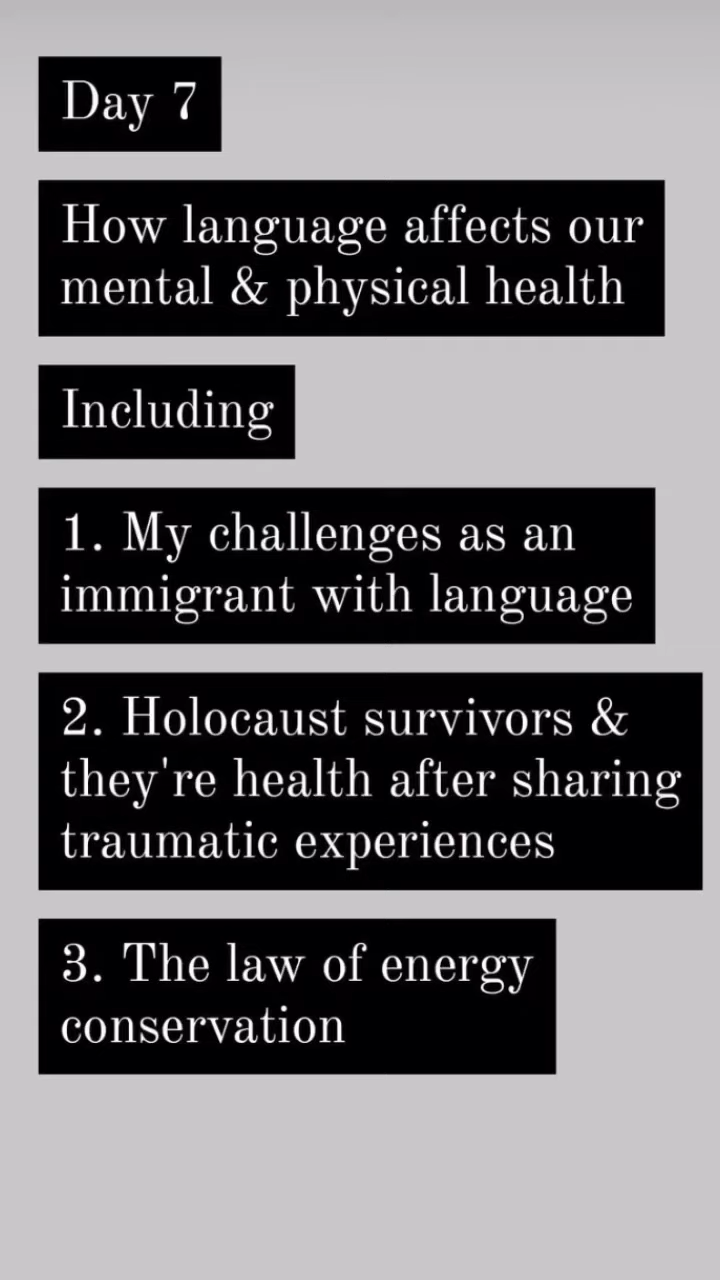 Day 7
How language affects our
mental & physical health
Including
1. My challenges as an
immigrant with language
2. Holocaust survivors &
they're health after sharing
traumatic experiences
3. The law of energy
conservation